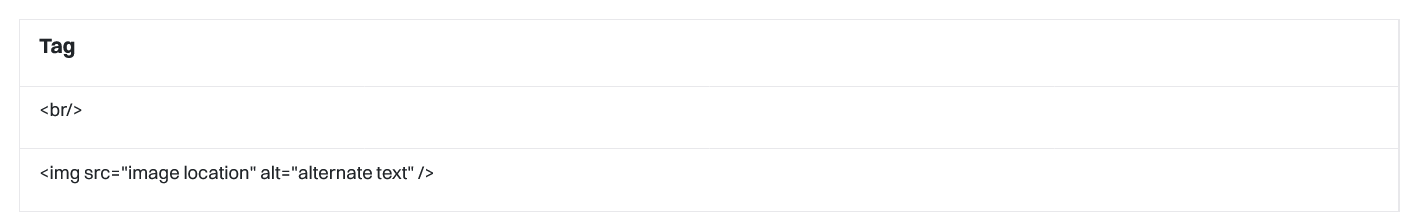 Tag
<br/>
<img src="image location" alt="alternate text" />